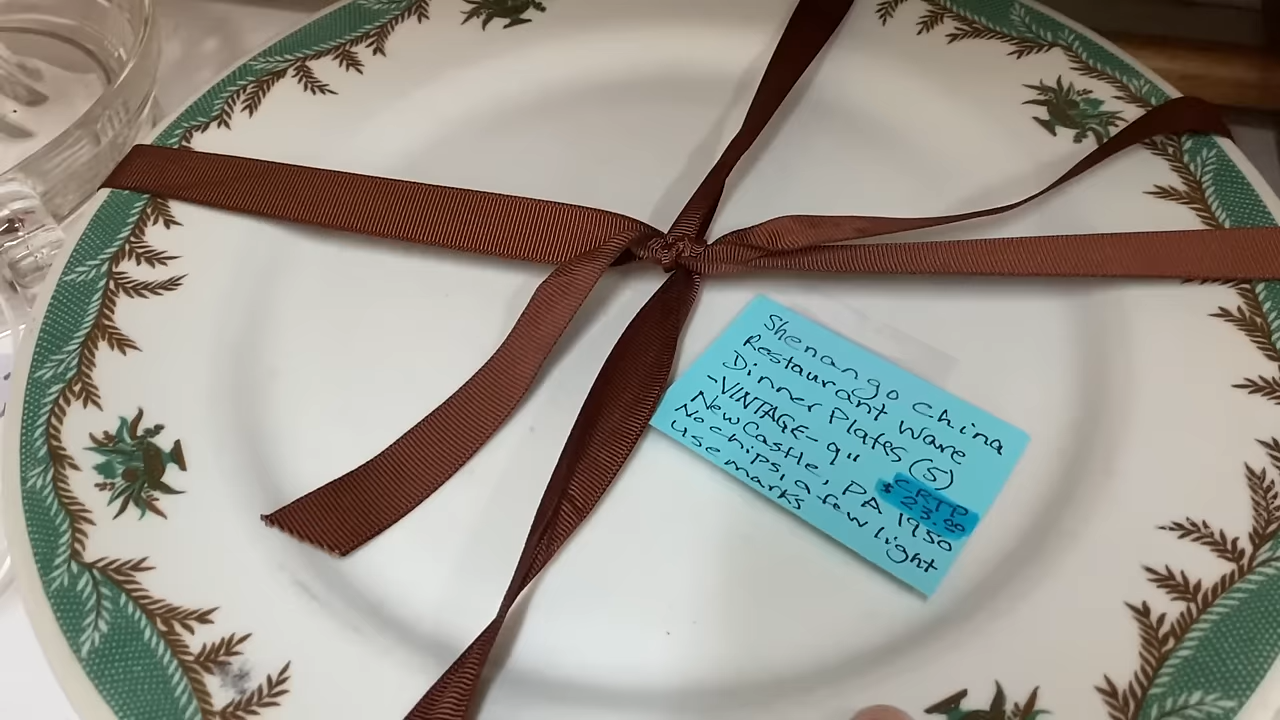 Shenango China
Restaurant Ware
Dinner Plates (5)
-VINTAGE- 9"
CRTP
$23.00
New Castle, PA 1950
No chips, a few light
use marks